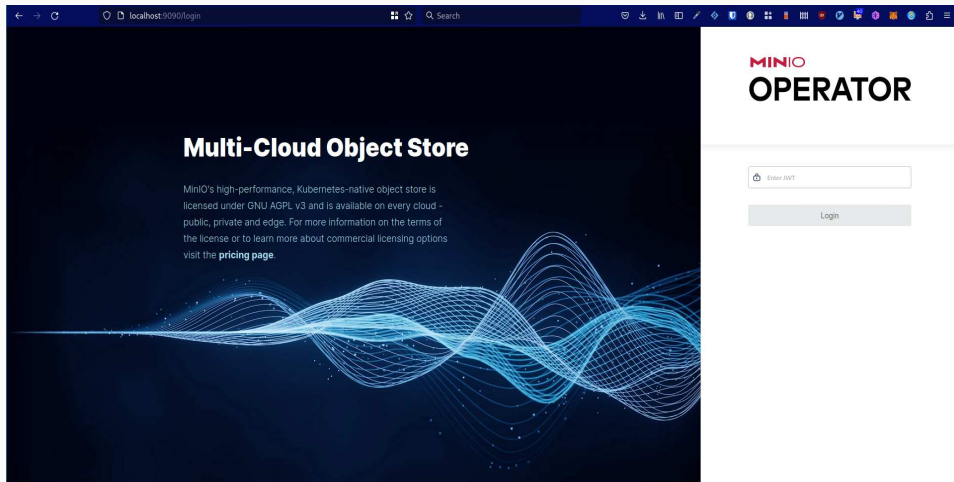 localhost:9090/login
Search
40
MINIO
OPERATOR
Multi-Cloud Object Store
MinIO's high-performance, Kubernetes-native object store is
licensed under GNU AGPL v3 and is available on every cloud -
public, private and edge. For more information on the terms of
the license or to learn more about commercial licensing options
visit the pricing page.
Enter JWT
Login